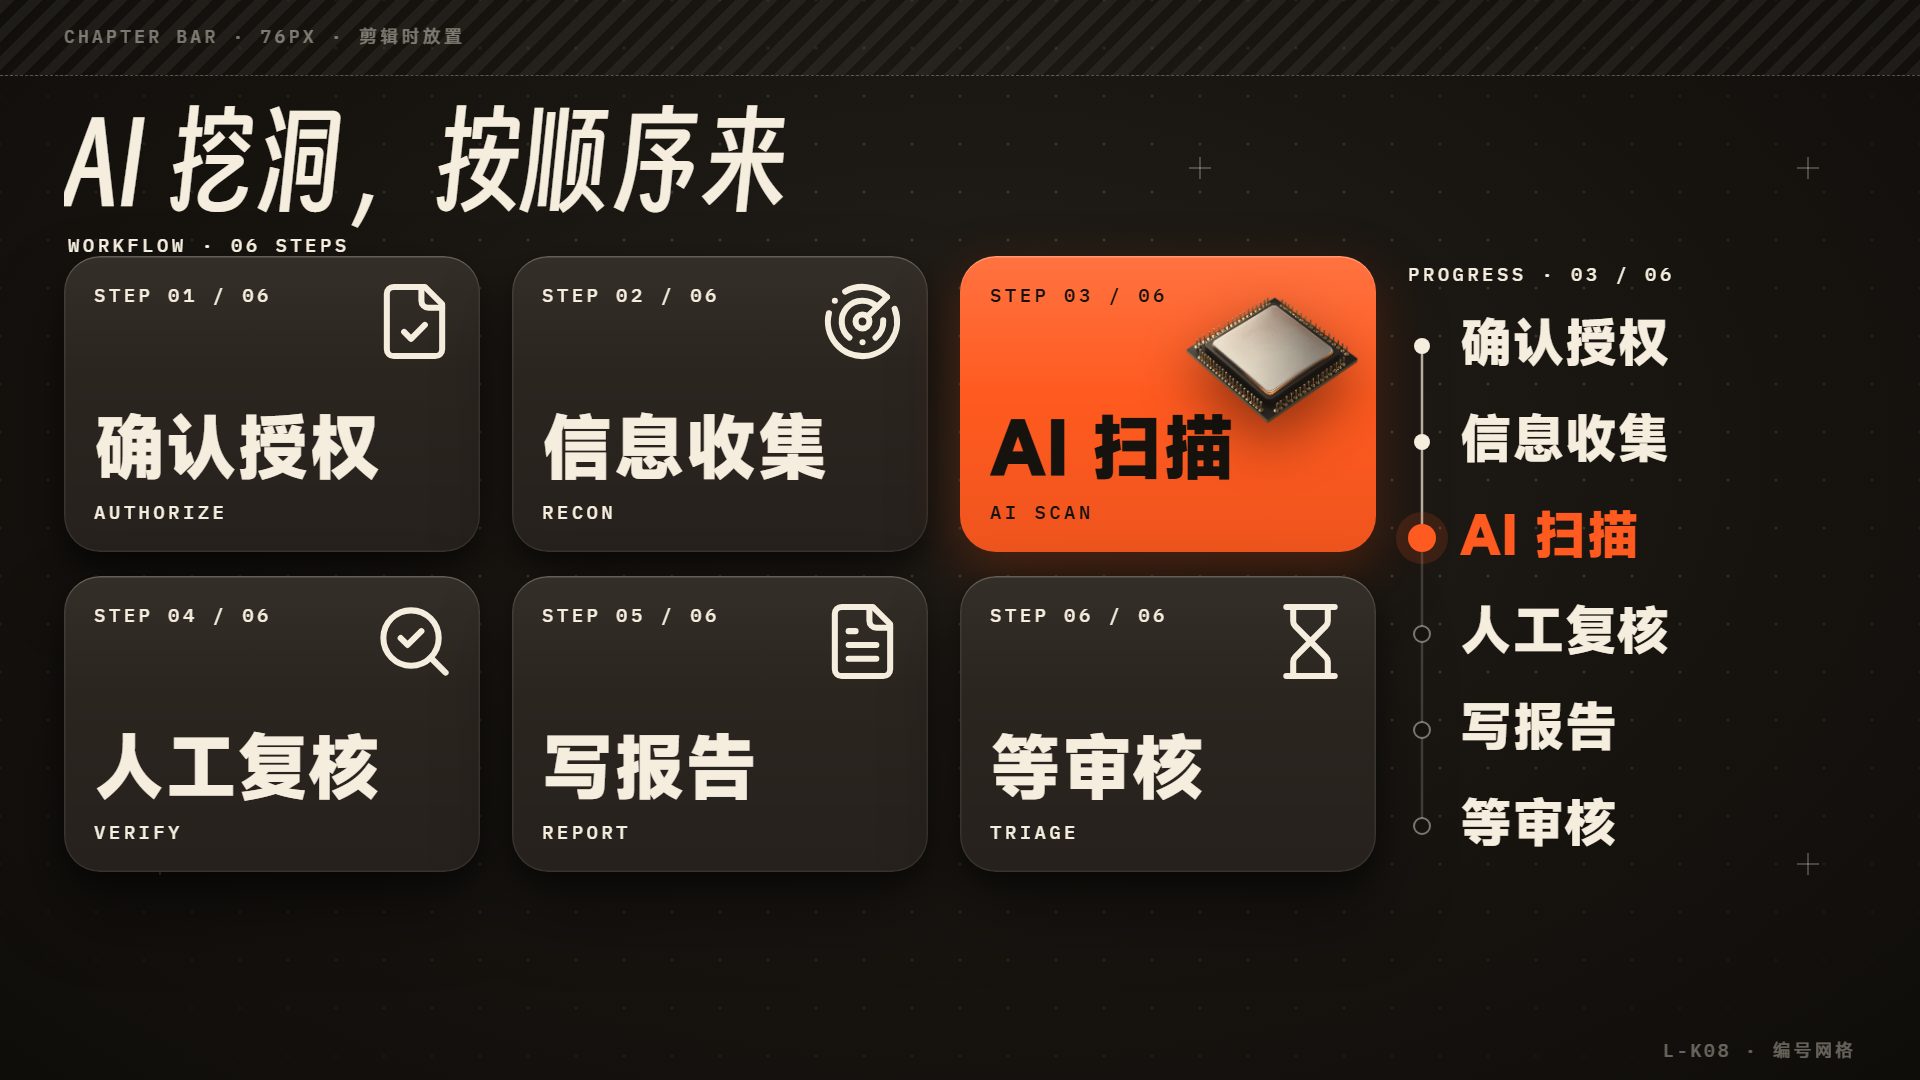 CHAPTER BAR · 76PX · 剪辑时放置
AI 挖洞，按顺序来
WORKFLOW · 06 STEPS
STEP 01 / 06
确认授权
AUTHORIZE
STEP 02 / 06
信息收集
RECON
STEP 03 / 06
AI 扫描
AI SCAN
STEP 04 / 06
人工复核
VERIFY
STEP 05 / 06
写报告
REPORT
STEP 06 / 06
等审核
TRIAGE
PROGRESS · 03 / 06
确认授权
信息收集
AI 扫描
人工复核
写报告
等审核
L-K08 · 编号网格